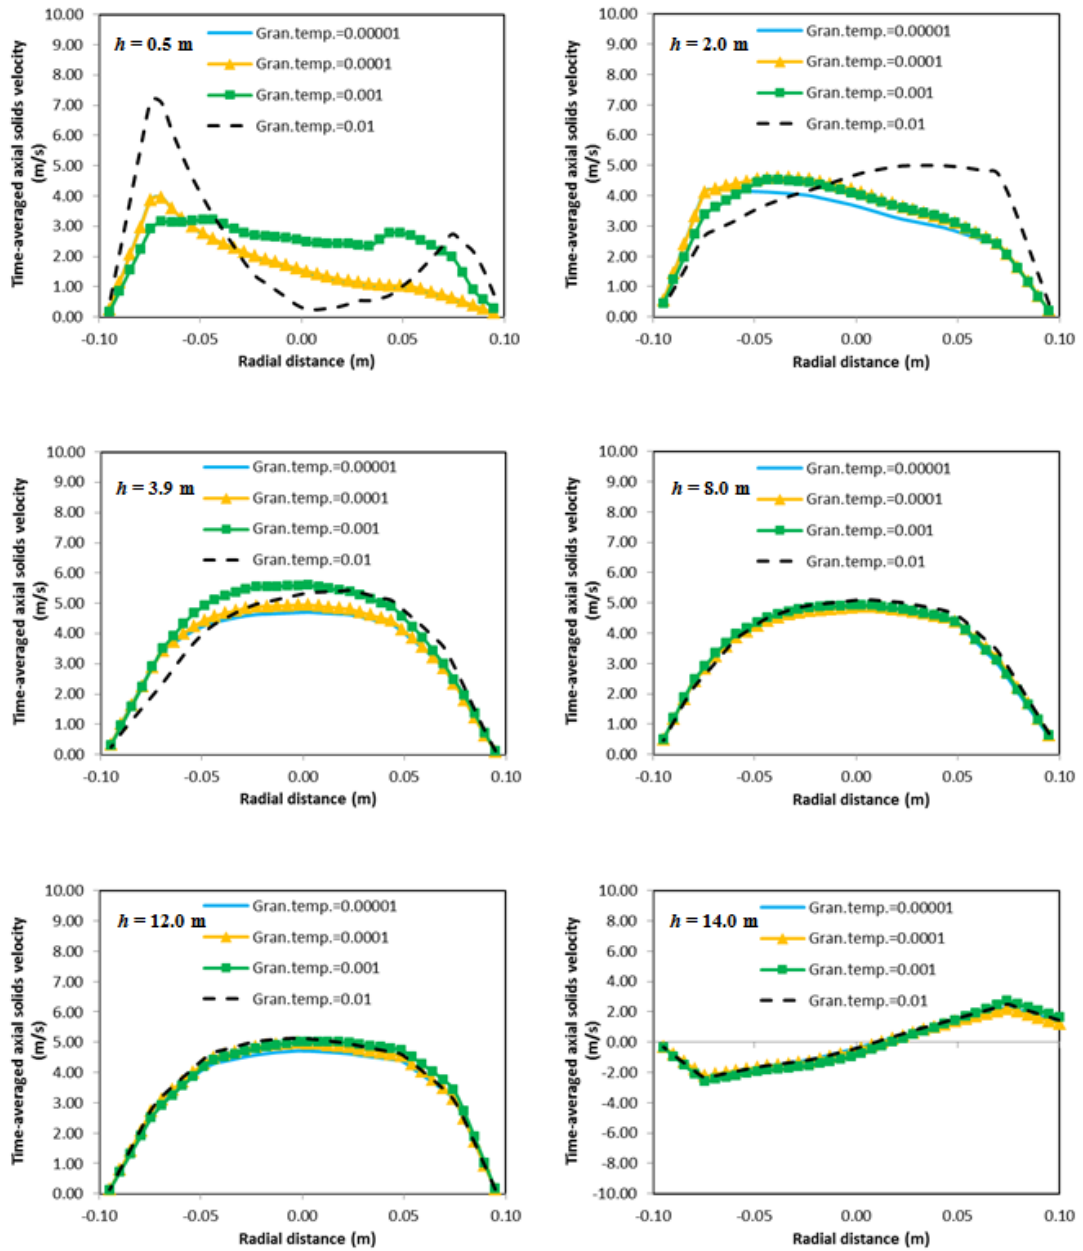 Time-averaged axial solids velocity
(m/s)
10.00
9.00
8.00
7.00
6.00
5.00
4.00
3.00
2.00
1.00
0.00
h = 0.5 m
Gran.temp.=0.00001
Gran.temp.=0.0001
Gran.temp.=0.001
Gran.temp.=0.01
-0.10
-0.05
0.00
0.05
0.10
Radial distance (m)
Time-averaged axial solids velocity
(m/s)
10.00
9.00
8.00
7.00
6.00
5.00
4.00
3.00
2.00
1.00
0.00
h = 2.0 m
Gran.temp.=0.00001
Gran.temp.=0.0001
Gran.temp.=0.001
Gran.temp.=0.01
-0.10
-0.05
0.00
0.05
0.10
Radial distance (m)
Time-averaged axial solids velocity
(m/s)
10.00
9.00
8.00
7.00
6.00
5.00
4.00
3.00
2.00
1.00
0.00
h = 3.9 m
Gran.temp.=0.00001
Gran.temp.=0.0001
Gran.temp.=0.001
Gran.temp.=0.01
-0.10
-0.05
0.00
0.05
0.10
Radial distance (m)
Time-averaged axial solids velocity
(m/s)
10.00
9.00
8.00
7.00
6.00
5.00
4.00
3.00
2.00
1.00
0.00
h = 8.0 m
Gran.temp.=0.00001
Gran.temp.=0.0001
Gran.temp.=0.001
Gran.temp.=0.01
-0.10
-0.05
0.00
0.05
0.10
Radial distance (m)
Time-averaged axial solids velocity
(m/s)
10.00
9.00
8.00
7.00
6.00
5.00
4.00
3.00
2.00
1.00
0.00
h = 12.0 m
Gran.temp.=0.00001
Gran.temp.=0.0001
Gran.temp.=0.001
Gran.temp.=0.01
-0.10
-0.05
0.00
0.05
0.10
Radial distance (m)
Time-averaged axial solids velocity
(m/s)
10.00
8.00
6.00
4.00
2.00
0.00
-2.00
-4.00
-6.00
-8.00
-10.00
h = 14.0 m
Gran.temp.=0.00001
Gran.temp.=0.0001
Gran.temp.=0.001
Gran.temp.=0.01
-0.10
-0.05
0.00
0.05
0.10
Radial distance (m)